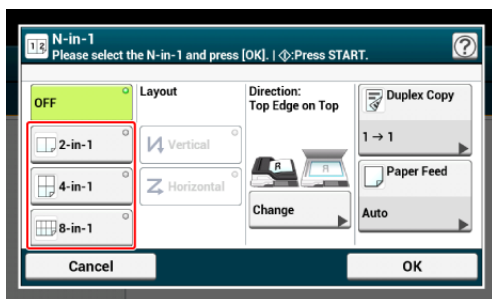 N-in-1
Please select the N-in-1 and press [OK]. | :Press START.
?
OFF
2-in-1
4-in-1
8-in-1
Layout
Vertical
Horizontal
Direction:
Top Edge on Top
R R
Change
Duplex Copy
1 → 1
Paper Feed
Auto
Cancel
OK